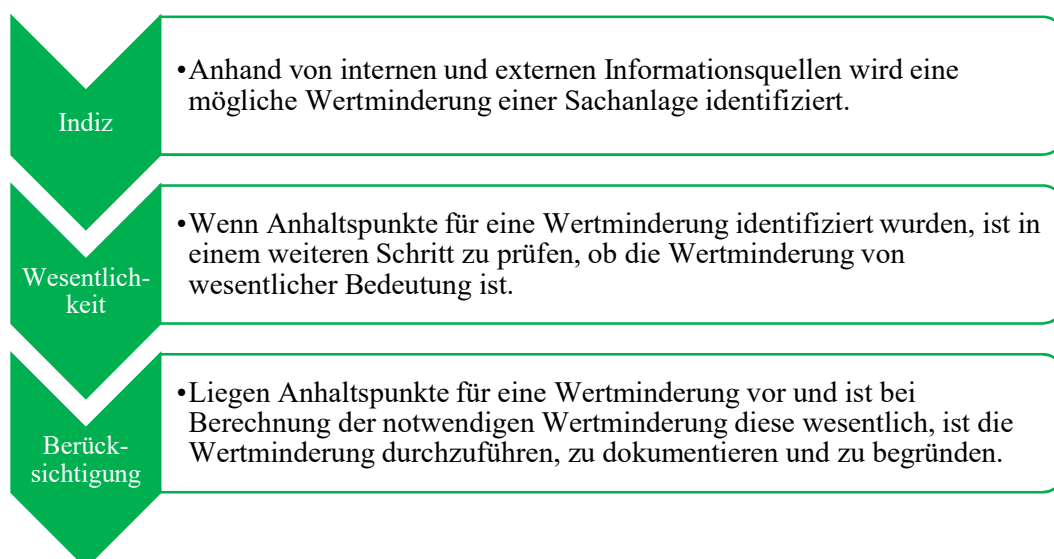 Indiz
•Anhand von internen und externen Informationsquellen wird eine
mögliche Wertminderung einer Sachanlage identifiziert.
Wesentlich-
keit
•Wenn Anhaltspunkte für eine Wertminderung identifiziert wurden, ist in
einem weiteren Schritt zu prüfen, ob die Wertminderung von
wesentlicher Bedeutung ist.
Berück-
sichtigung
•Liegen Anhaltspunkte für eine Wertminderung vor und ist bei
Berechnung der notwendigen Wertminderung diese wesentlich, ist die
Wertminderung durchzuführen, zu dokumentieren und zu begründen.